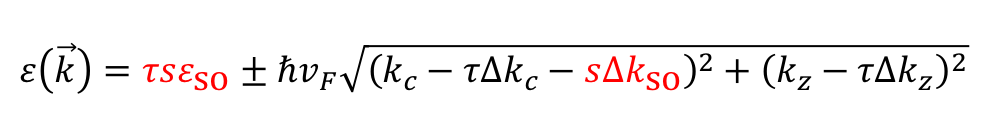 ε(k⃗) = τsε_SO ± ℏv_F√((k_c − τΔk_c − sΔk_SO)² + (k_z − τΔk_z)²)